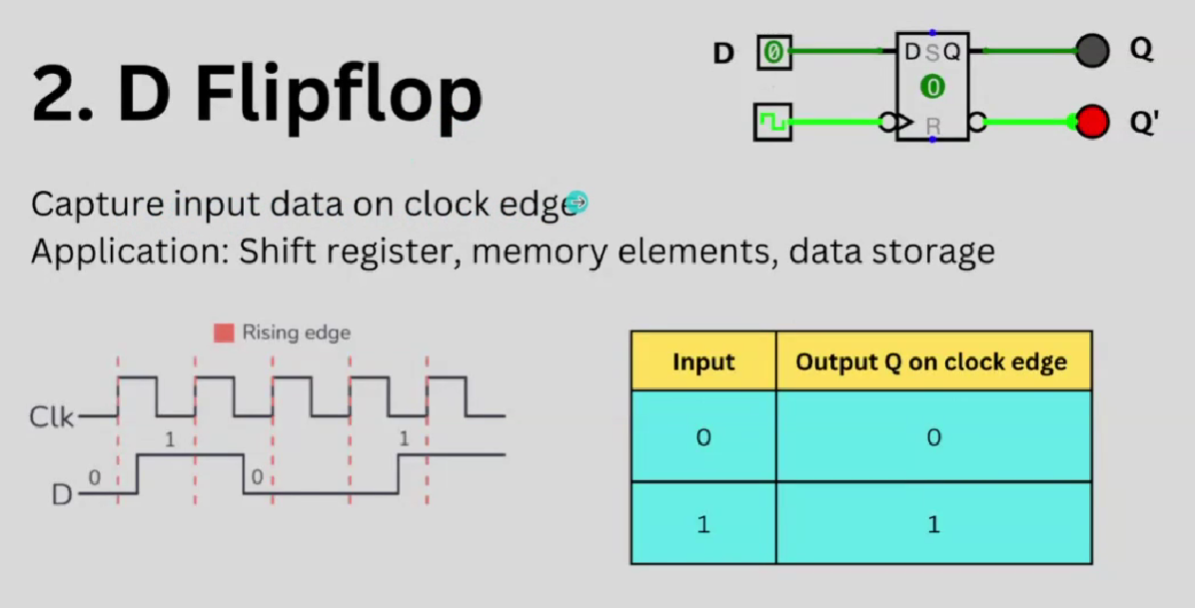 2. D Flipflop
D 0 D S Q Q
0
R Q'
Capture input data on clock edge
Application: Shift register, memory elements, data storage
Rising edge
Clk
1 1
0 0
D
Input Output Q on clock edge
0 0
1 1